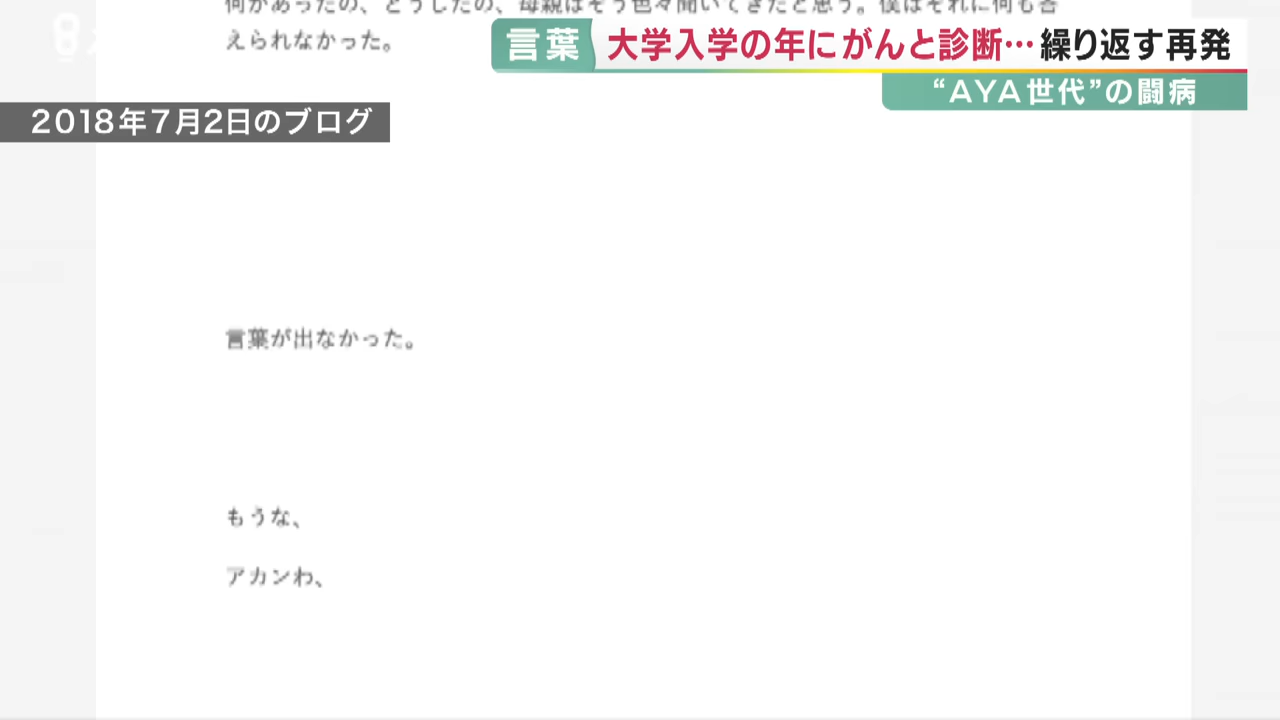 何があったの、どうしたの、母親はそう色々聞いてきたと思う。僕はそれに何も答
えられなかった。
言葉 大学入学の年にがんと診断…繰り返す再発
“AYA世代”の闘病
2018年7月2日のブログ
言葉が出なかった。
もうな、
アカンわ、